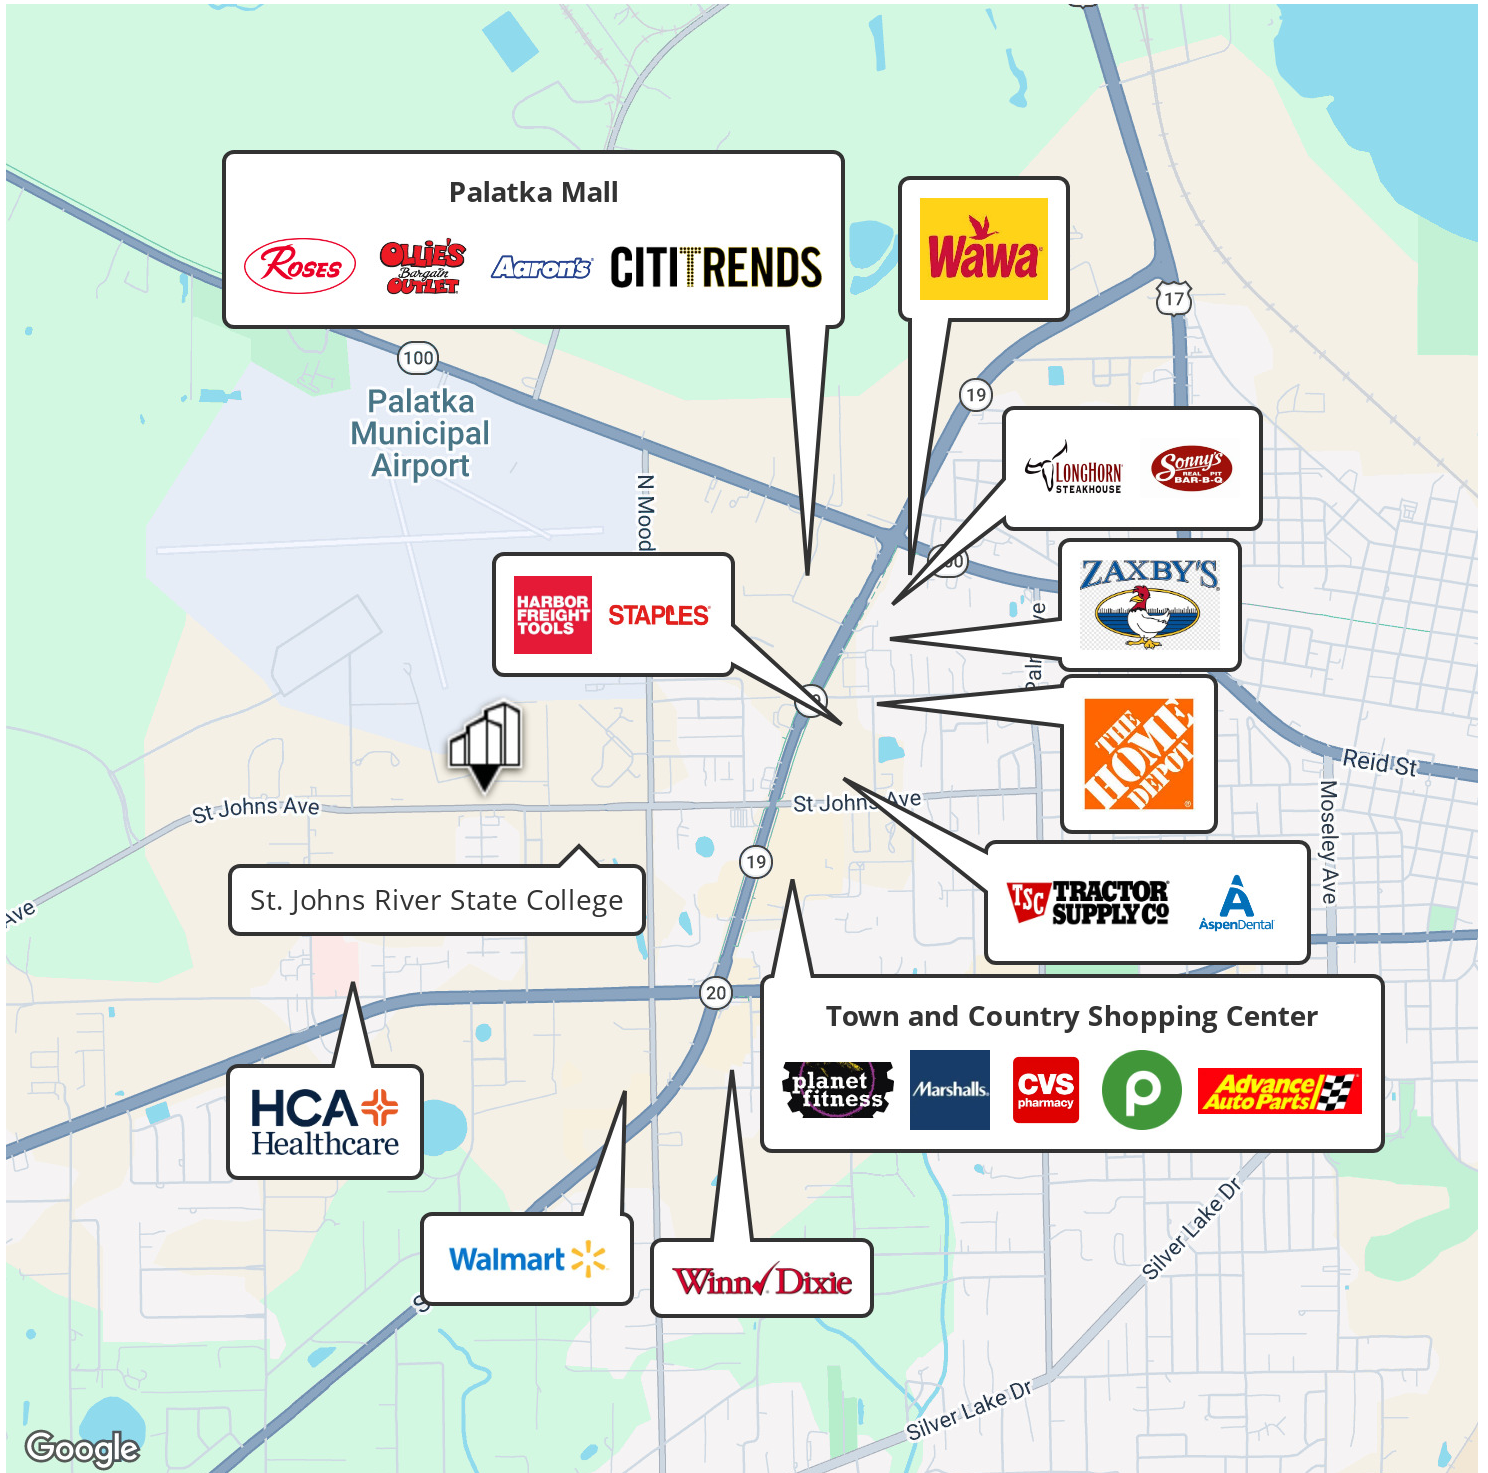 Palatka Mall
ROSES
OLLIE'S
Bargain
OUTLET
Aaron's
CITITRENDS
Wawa
17
100
19
Palatka
Municipal
Airport
LONGHORN
STEAKHOUSE
Sonny's
REAL PIT
BAR-B-Q
N Mood
HARBOR
FREIGHT
TOOLS
STAPLES
ZAXBY'S
THE
HOME
DEPOT
Reid St
St Johns Ave
St Johns Ave
Moseley Ave
19
St. Johns River State College
Ave
TSC
TRACTOR
SUPPLY CO
AspenDental
20
Town and Country Shopping Center
planet
fitness
Marshalls
CVS
pharmacy
Advance
Auto Parts
HCA
Healthcare
Walmart
Winn Dixie
Silver Lake Dr
Silver Lake Dr
Google